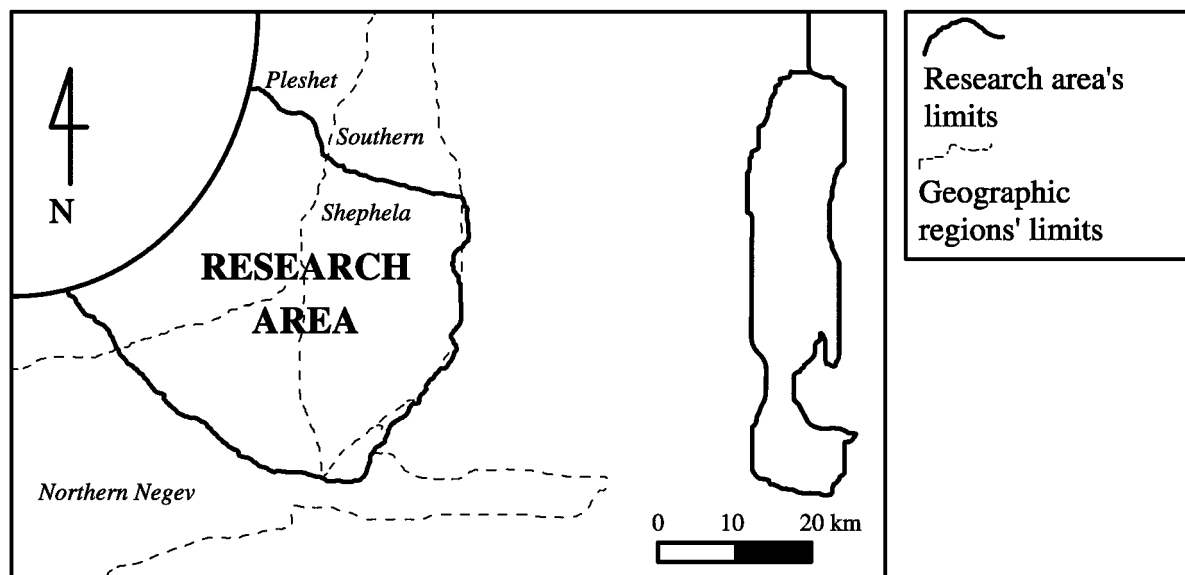 Pleshet
Southern
Shephela
RESEARCH
AREA
N
Northern Negev
0 10 20 km
Research area's
limits
Geographic
regions' limits